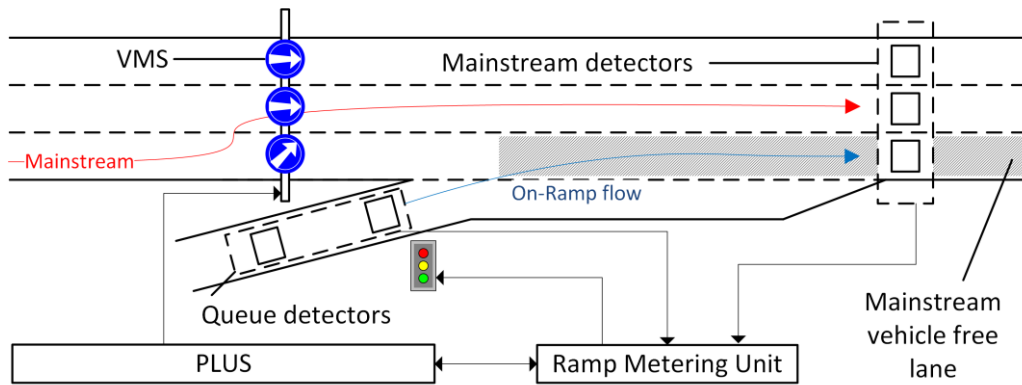 VMS
Mainstream detectors
Mainstream
On-Ramp flow
Queue detectors
Mainstream
vehicle free
lane
PLUS
Ramp Metering Unit